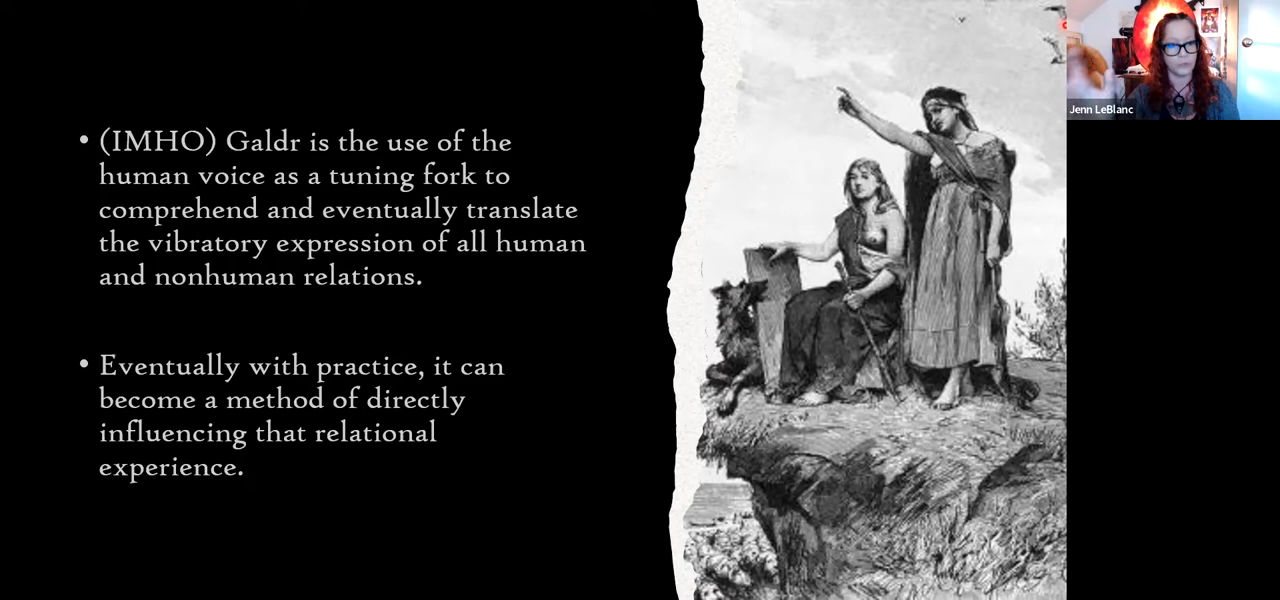 • (IMHO) Galdr is the use of the
human voice as a tuning fork to
comprehend and eventually translate
the vibratory expression of all human
and nonhuman relations.
• Eventually with practice, it can
become a method of directly
influencing that relational
experience.
Jenn LeBlanc